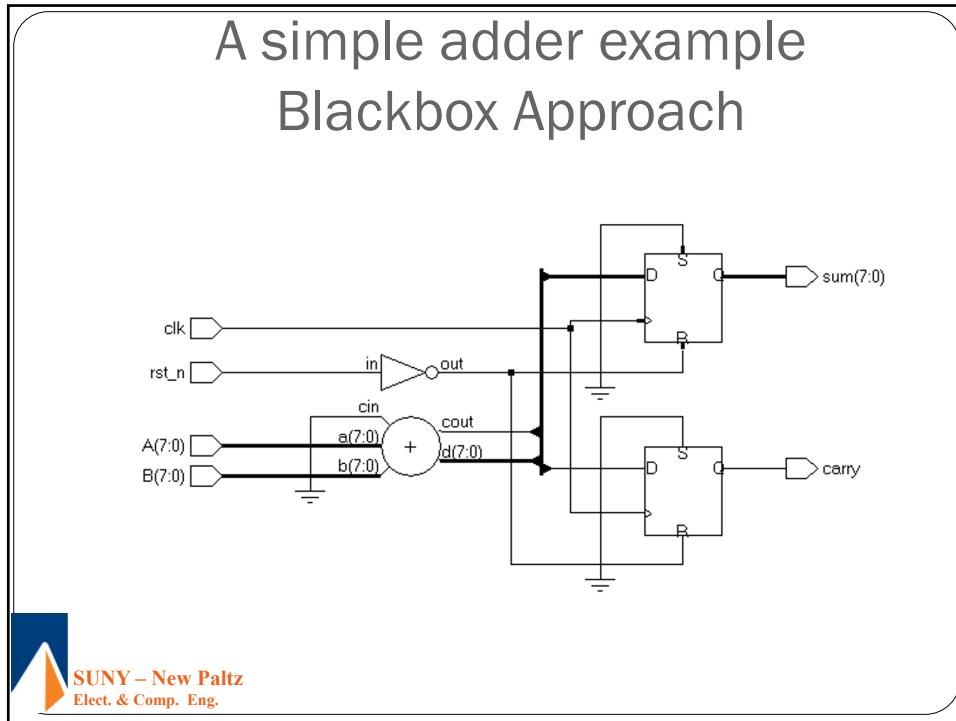 A simple adder example
Blackbox Approach
S
D
Q
sum(7:0)
R
clk
rst_n
in
out
cin
cout
A(7:0)
a(7:0)
+
d(7:0)
B(7:0)
b(7:0)
S
D
Q
carry
R
SUNY – New Paltz
Elect. & Comp. Eng.